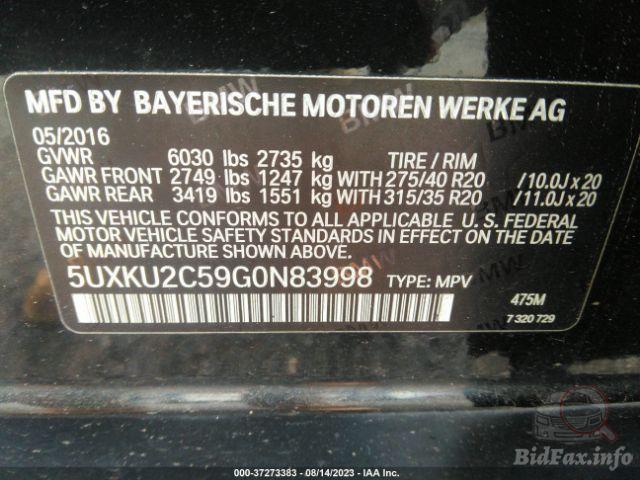 MFD BY BAYERISCHE MOTOREN WERKE AG
05/2016
GVWR 6030 lbs 2735 kg TIRE / RIM
GAWR FRONT 2749 lbs 1247 kg WITH 275/40 R20 / 10.0J x 20
GAWR REAR 3419 lbs 1551 kg WITH 315/35 R20 / 11.0J x 20
THIS VEHICLE CONFORMS TO ALL APPLICABLE U. S. FEDERAL
MOTOR VEHICLE SAFETY STANDARDS IN EFFECT ON THE DATE
OF MANUFACTURE SHOWN ABOVE.
5UXKU2C59G0N83998 TYPE: MPV
475M
7 320 729
BidFax.info
000-37273383 - 08/14/2023 - IAA Inc.